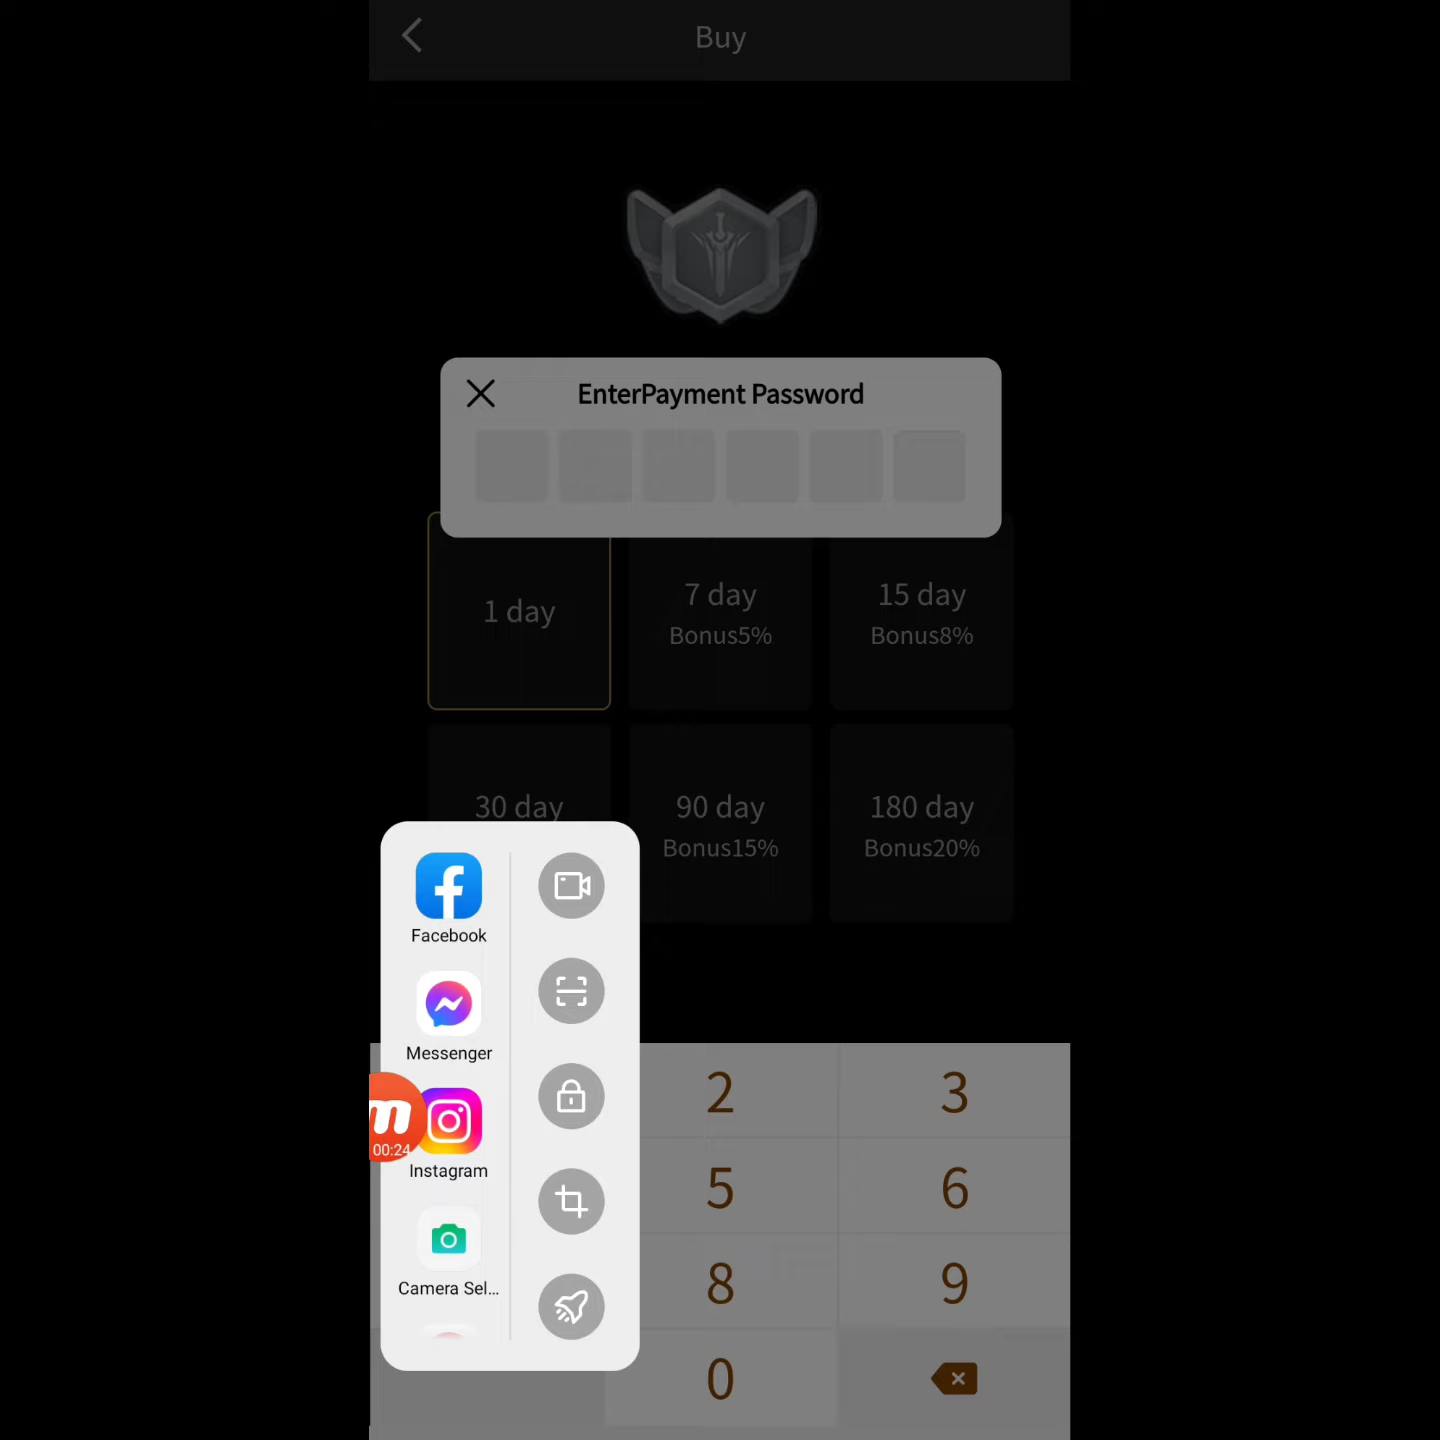 Buy
EnterPayment Password
1 day
7 day
Bonus5%
15 day
Bonus8%
30 day
90 day
Bonus15%
180 day
Bonus20%
Facebook
Messenger
m
00:24
Instagram
Camera Sel...
2
3
5
6
8
9
0